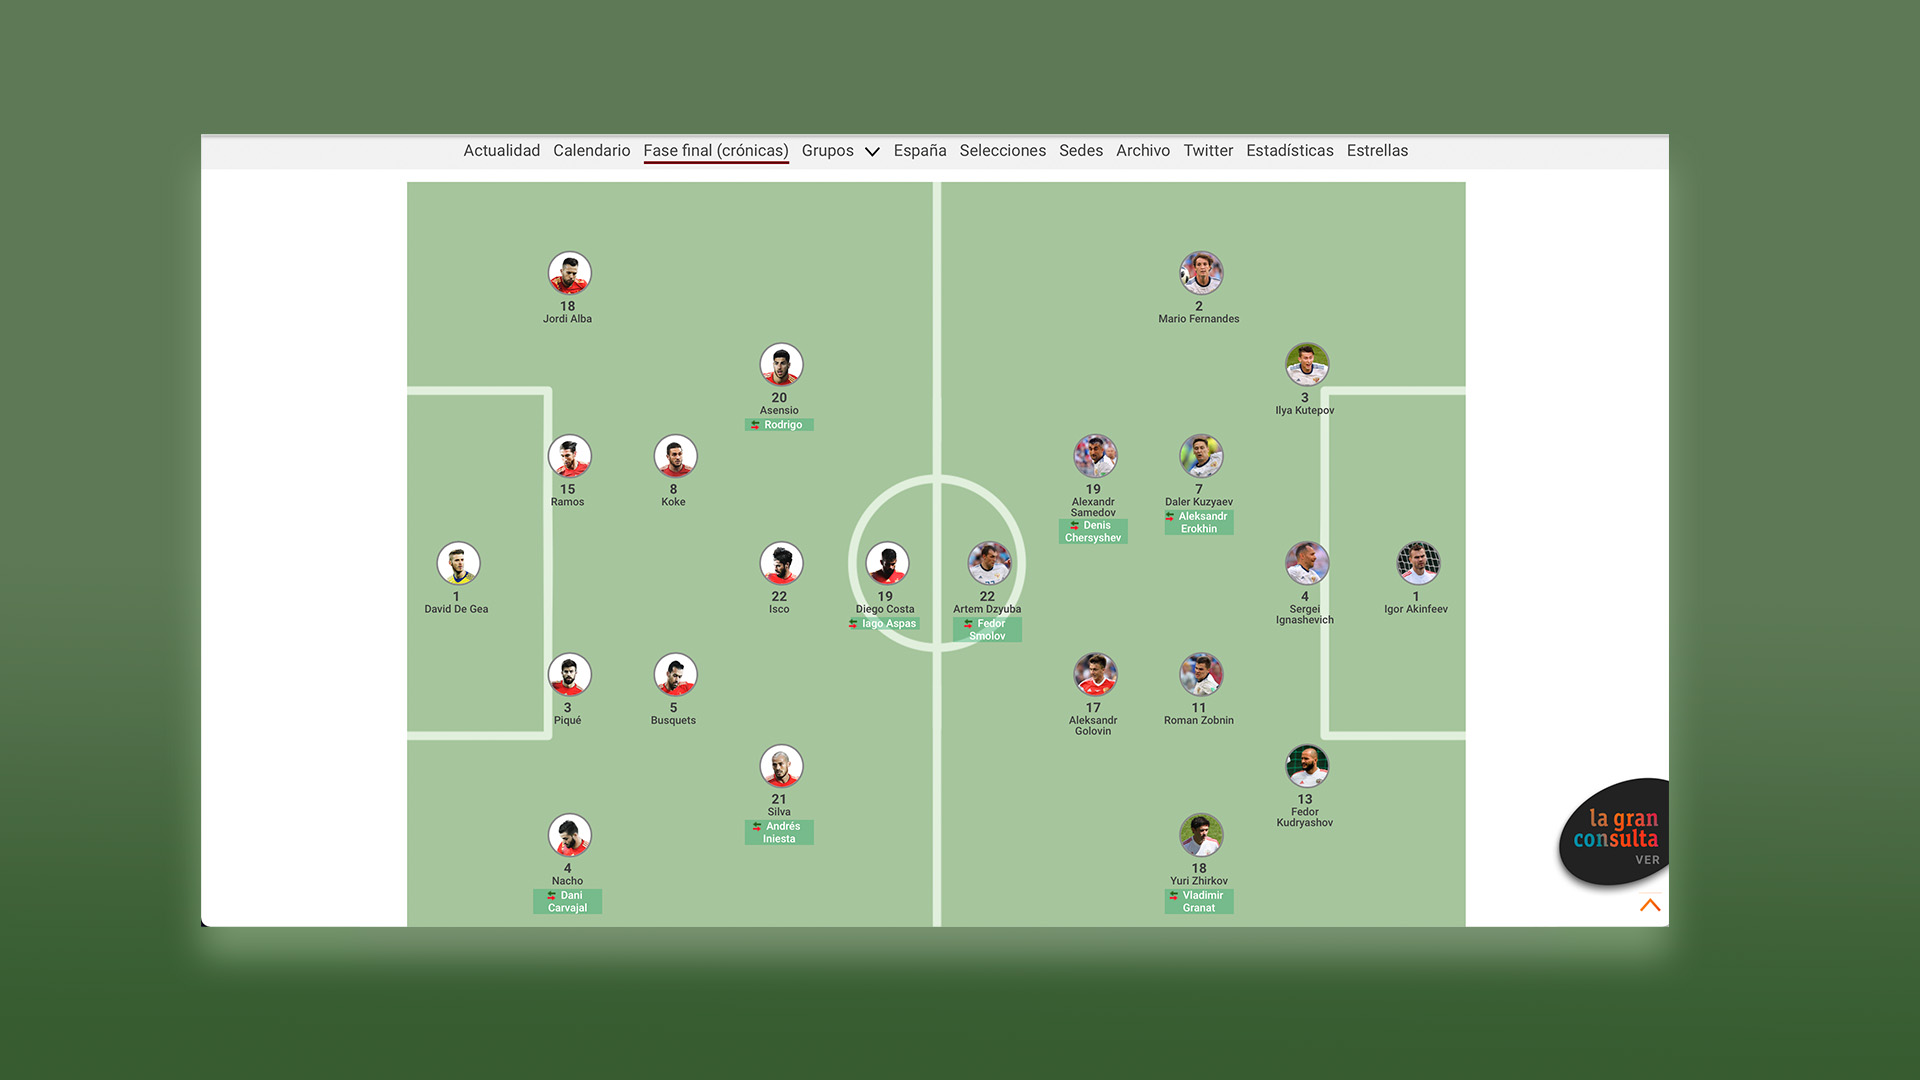 Actualidad Calendario Fase final (crónicas) Grupos España Selecciones Sedes Archivo Twitter Estadísticas Estrellas
18
Jordi Alba
20
Asensio
Rodrigo
15
Ramos
8
Koke
1
David De Gea
22
Isco
19
Diego Costa
Iago Aspas
3
Piqué
5
Busquets
21
Silva
Andrés
Iniesta
4
Nacho
Dani
Carvajal
2
Mario Fernandes
3
Ilya Kutepov
19
Alexandr
Samedov
Denis
Chersyshev
7
Daler Kuzyaev
Aleksandr
Erokhin
22
Artem Dzyuba
Fedor
Smolov
4
Sergei
Ignashevich
1
Igor Akinfeev
17
Aleksandr
Golovin
11
Roman Zobnin
13
Fedor
Kudryashov
18
Yuri Zhirkov
Vladimir
Granat
la gran
consulta
VER